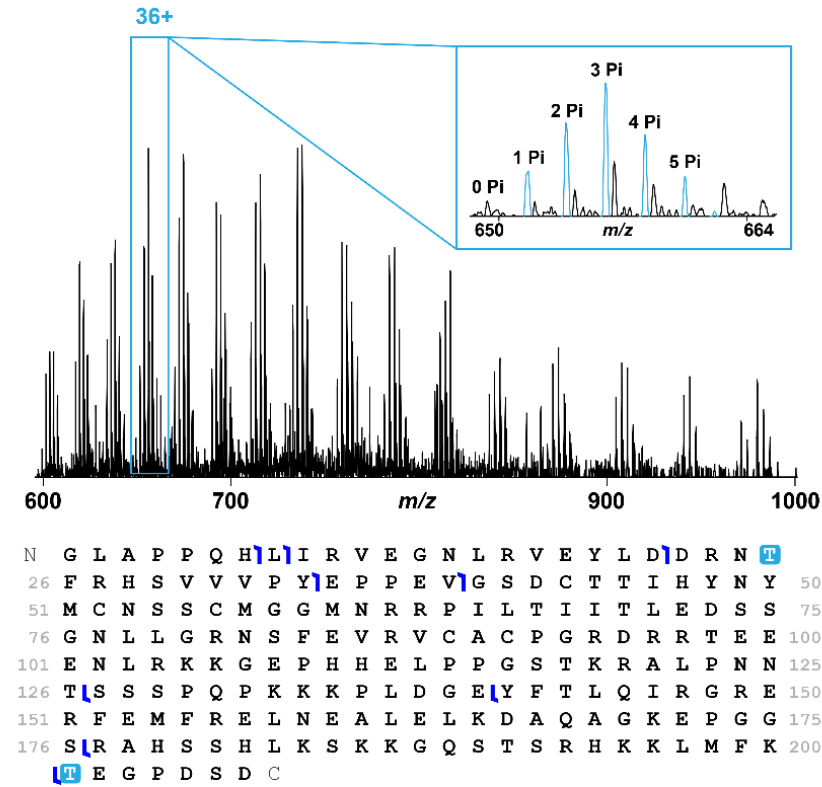 36+
3 Pi
2 Pi
4 Pi
1 Pi
5 Pi
0 Pi
650 m/z 664
600 700 m/z 900 1000
N G L A P P Q H L I R V E G N L R V E Y L D D R N T
26 F R H S V V V P Y E P P E V G S D C T T I H Y N Y 50
51 M C N S S C M G G M N R R P I L T I I T L E D S S 75
76 G N L L G R N S F E V R V C A C P G R D R R T E E 100
101 E N L R K K G E P H H E L P P G S T K R A L P N N 125
126 T S S S P Q P K K K P L D G E Y F T L Q I R G R E 150
151 R F E M F R E L N E A L E L K D A Q A G K E P G G 175
176 S R A H S S H L K S K K G Q S T S R H K K L M F K 200
T E G P D S D C